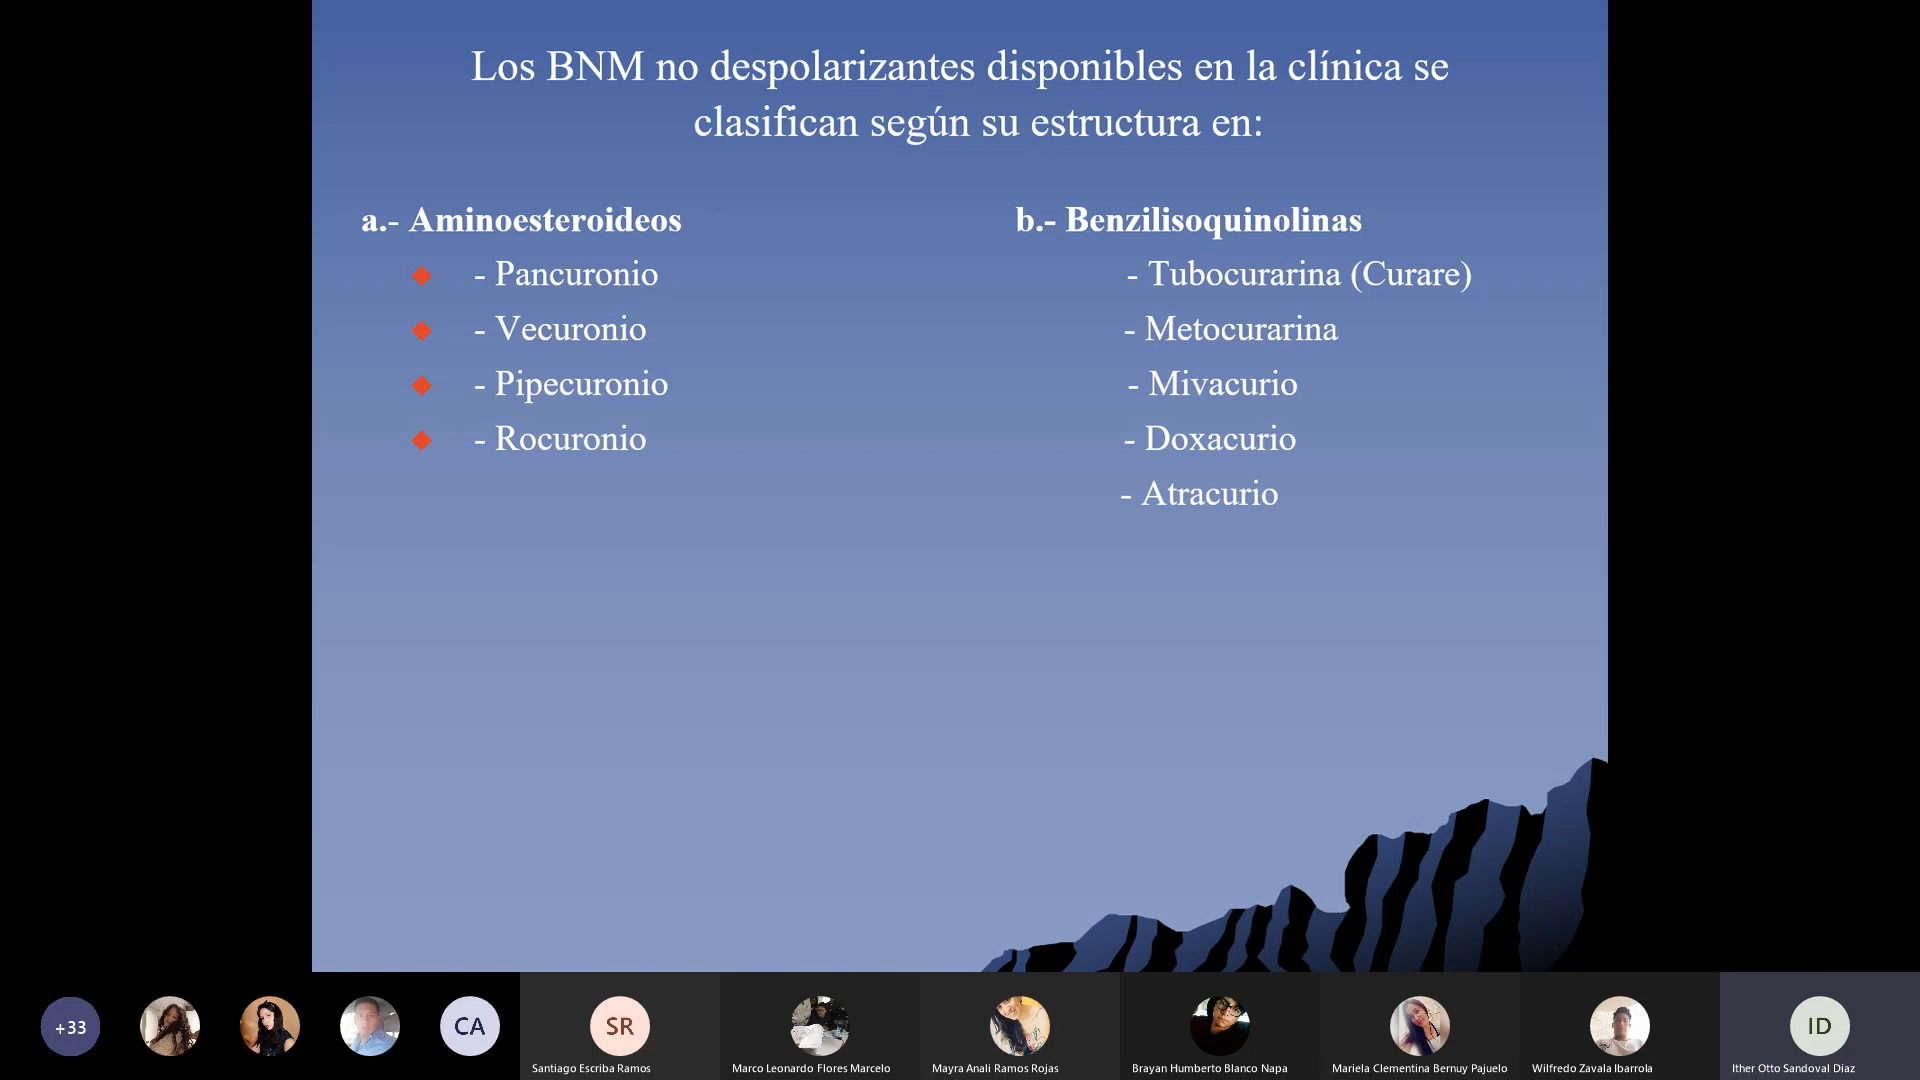 Los BNM no despolarizantes disponibles en la clínica se
clasifican según su estructura en:
a.- Aminoesteroideos
- Pancuronio
- Vecuronio
- Pipecuronio
- Rocuronio
b.- Benzilisoquinolinas
- Tubocurarina (Curare)
- Metocurarina
- Mivacurio
- Doxacurio
- Atracurio
+33
CA
SR
ID
Santiago Escriba Ramos
Marco Leonardo Flores Marcelo
Mayra Anali Ramos Rojas
Brayan Humberto Blanco Napa
Mariela Clementina Bernuy Pajuelo
Wilfredo Zavala Ibarrola
Ither Otto Sandoval Diaz